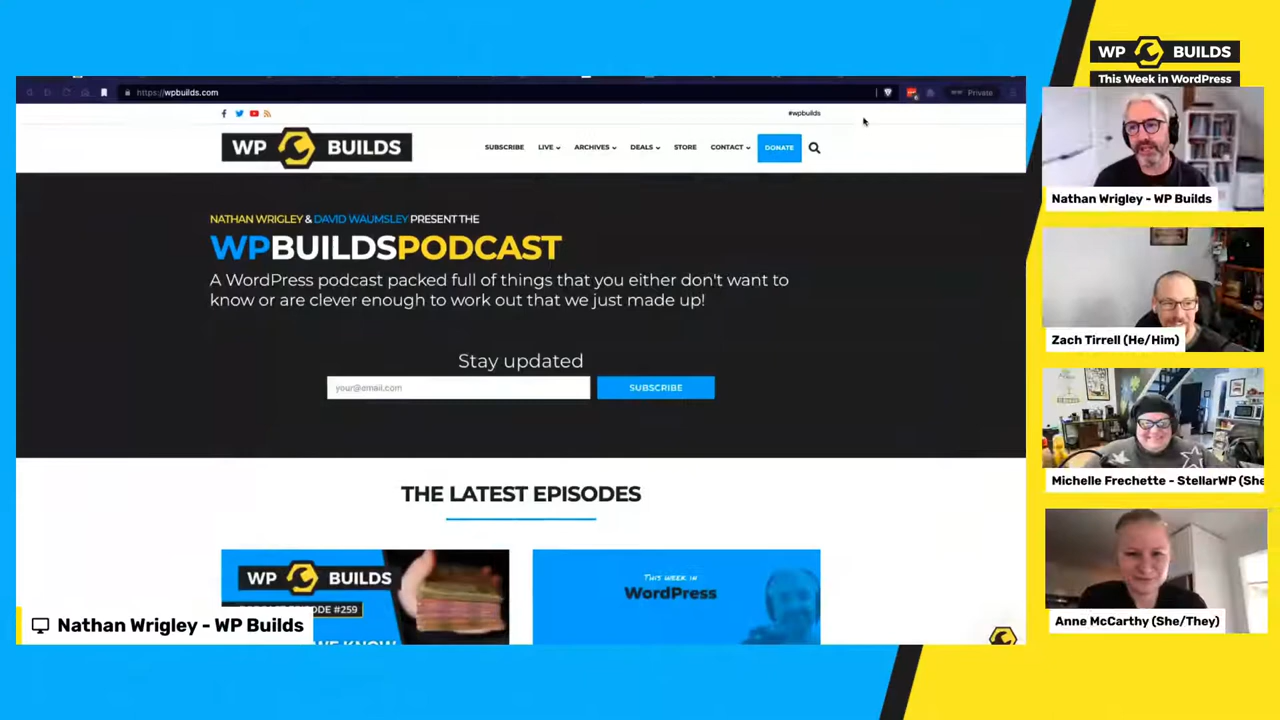 WP BUILDS
This Week in WordPress
https://wpbuilds.com
Private
#wpbuilds
WP BUILDS
SUBSCRIBE LIVE ARCHIVES DEALS STORE CONTACT DONATE
NATHAN WRIGLEY & DAVID WAUMSLEY PRESENT THE
WPBUILDSPODCAST
A WordPress podcast packed full of things that you either don't want to
know or are clever enough to work out that we just made up!
Stay updated
your@email.com SUBSCRIBE
THE LATEST EPISODES
WP BUILDS
DE #259
WE KNOW
THIS WEEK IN
WordPress
Nathan Wrigley - WP Builds
Nathan Wrigley - WP Builds
Zach Tirrell (He/Him)
Michelle Frechette - StellarWP (She
Anne McCarthy (She/They)